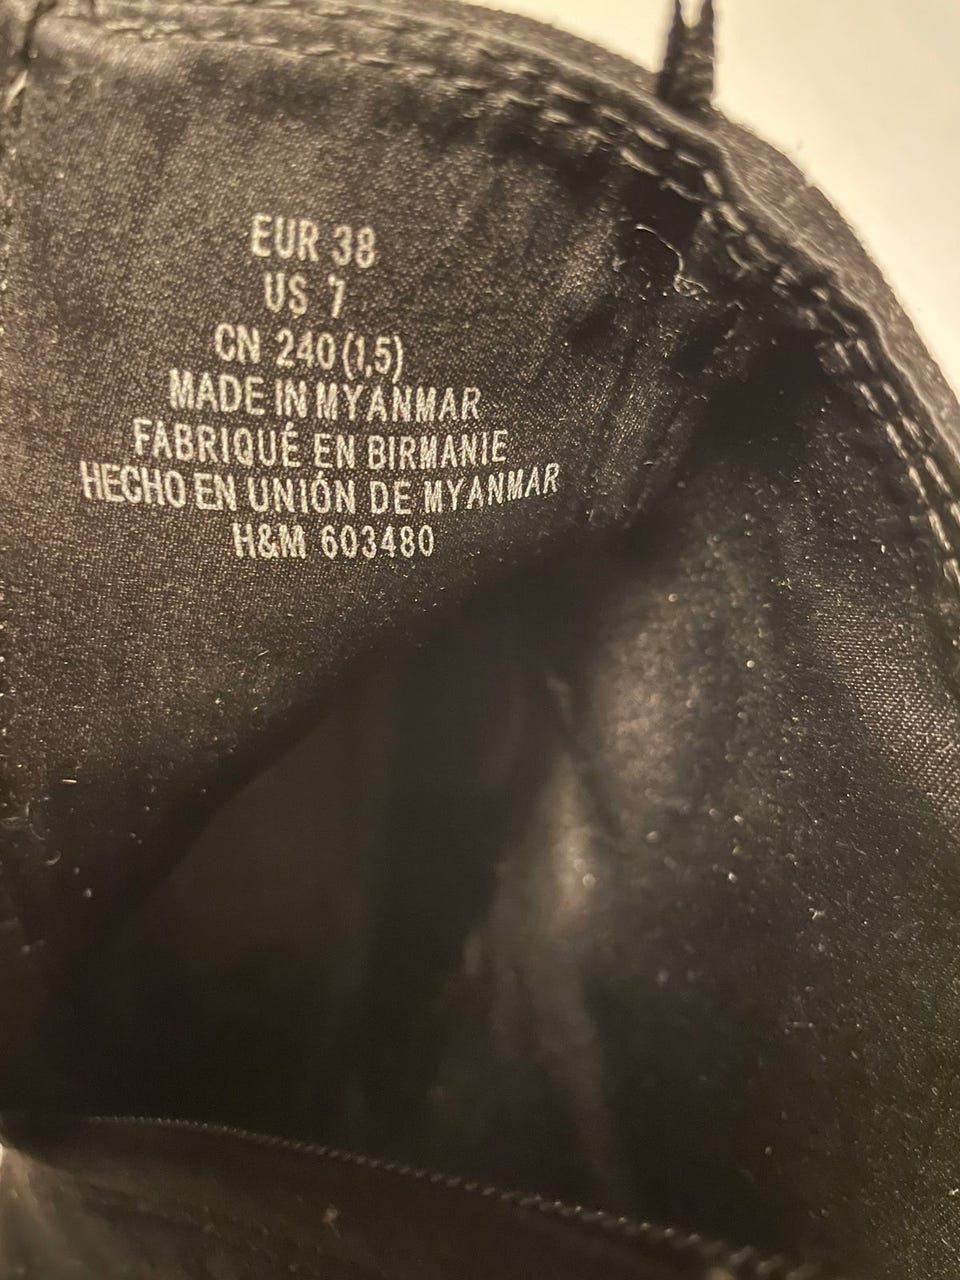 EUR 38
US 7
CN 240 (1,5)
MADE IN MYANMAR
FABRIQUÉ EN BIRMANIE
HECHO EN UNIÓN DE MYANMAR
H&M 603480